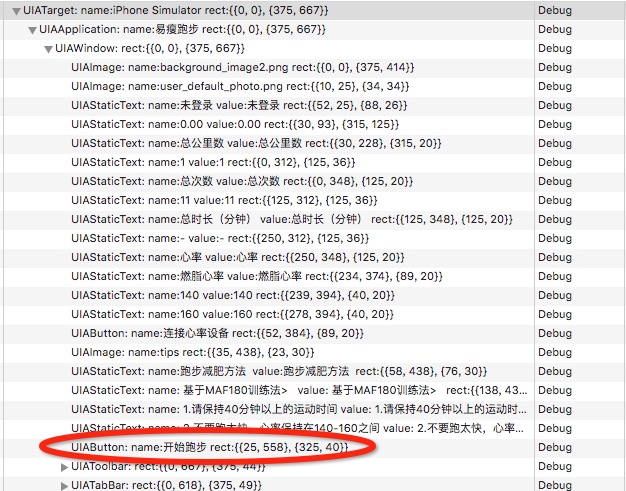 UIATarget: name:iPhone Simulator rect:{{0, 0}, {375, 667}} Debug
UIAApplication: name:易瘦跑步 rect:{{0, 0}, {375, 667}} Debug
UIAWindow: rect:{{0, 0}, {375, 667}} Debug
UIAImage: name:background_image2.png rect:{{0, 0}, {375, 414}} Debug
UIAImage: name:user_default_photo.png rect:{{10, 25}, {34, 34}} Debug
UIAStaticText: name:未登录 value:未登录 rect:{{52, 25}, {88, 26}} Debug
UIAStaticText: name:0.00 value:0.00 rect:{{30, 93}, {315, 125}} Debug
UIAStaticText: name:总公里数 value:总公里数 rect:{{30, 228}, {315, 20}} Debug
UIAStaticText: name:1 value:1 rect:{{0, 312}, {125, 36}} Debug
UIAStaticText: name:总次数 value:总次数 rect:{{0, 348}, {125, 20}} Debug
UIAStaticText: name:11 value:11 rect:{{125, 312}, {125, 36}} Debug
UIAStaticText: name:总时长（分钟） value:总时长（分钟） rect:{{125, 348}, {125, 20}} Debug
UIAStaticText: name:- value:- rect:{{250, 312}, {125, 36}} Debug
UIAStaticText: name:心率 value:心率 rect:{{250, 348}, {125, 20}} Debug
UIAStaticText: name:燃脂心率 value:燃脂心率 rect:{{234, 374}, {89, 20}} Debug
UIAStaticText: name:140 value:140 rect:{{239, 394}, {40, 20}} Debug
UIAStaticText: name:160 value:160 rect:{{278, 394}, {40, 20}} Debug
UIAButton: name:连接心率设备 rect:{{52, 384}, {89, 20}} Debug
UIAImage: name:tips rect:{{35, 438}, {23, 30}} Debug
UIAStaticText: name:跑步减肥方法 value:跑步减肥方法 rect:{{58, 438}, {76, 30}} Debug
UIAStaticText: name: 基于MAF180训练法> value: 基于MAF180训练法> rect:{{138, 43... Debug
UIAStaticText: name: 1.请保持40分钟以上的运动时间 value: 1.请保持40分钟以上的运动时... Debug
UIAStaticText: name: 2.不要跑太快，心率保持在140-160之间 value: 2.不要跑太快，心率... Debug
UIAButton: name:开始跑步 rect:{{25, 558}, {325, 40}} Debug
UIAToolbar: rect:{{0, 667}, {375, 44}} Debug
UIATabBar: rect:{{0, 618}, {375, 49}} Debug